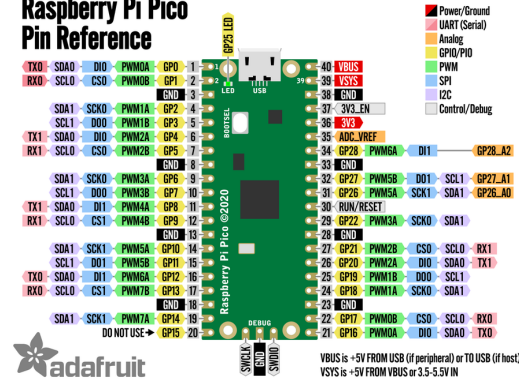 Raspberry Pi Pico
Pin Reference
Power/Ground
UART (Serial)
Analog
GPIO/PIO
PWM
SPI
I2C
Control/Debug
GP25 LED
TX0 SDA0 DI0 PWM0A GP0 1
RX0 SCL0 CS0 PWM0B GP1 2
GND 3
SDA1 SCK0 PWM1A GP2 4
SCL1 DO0 PWM1B GP3 5
TX1 SDA0 DI0 PWM2A GP4 6
RX1 SCL0 CS0 PWM2B GP5 7
GND 8
SDA1 SCK0 PWM3A GP6 9
SCL1 DO0 PWM3B GP7 10
TX1 SDA0 DI1 PWM4A GP8 11
RX1 SCL0 CS1 PWM4B GP9 12
GND 13
SDA1 SCK1 PWM5A GP10 14
SCL1 DO1 PWM5B GP11 15
TX0 SDA0 DI1 PWM6A GP12 16
RX0 SCL0 CS1 PWM7B GP13 17
GND 18
SDA1 SCK1 PWM7A GP14 19
DO NOT USE GP15 20
1
2
LED
USB
39
BOOTSEL
Raspberry Pi Pico ©2020
DEBUG
SWCLK
GND
SWDIO
40 VBUS
39 VSYS
38 GND
37 3V3_EN
36 3V3
35 ADC_VREF
34 GP28 PWM6A DI1 GP28_A2
33 GND
32 GP27 PWM5B DO1 SCL1 GP27_A1
31 GP26 PWM5A SCK1 SDA1 GP26_A0
30 RUN/RESET
29 GP22 PWM3A SCK0 SDA1
28 GND
27 GP21 PWM2B CS0 SCL0 RX1
26 GP20 PWM2A DI0 SDA0 TX1
25 GP19 PWM1B DO0 SCL1
24 GP18 PWM1A SCK0 SDA1
23 GND
22 GP17 PWM0B CS0 SCL0 RX0
21 GP16 PWM0A DI0 SDA0 TX0
adafruit
VBUS is +5V FROM USB (if peripheral) or TO USB (if host)
VSYS is +5V FROM VBUS or 3.5-5.5V IN